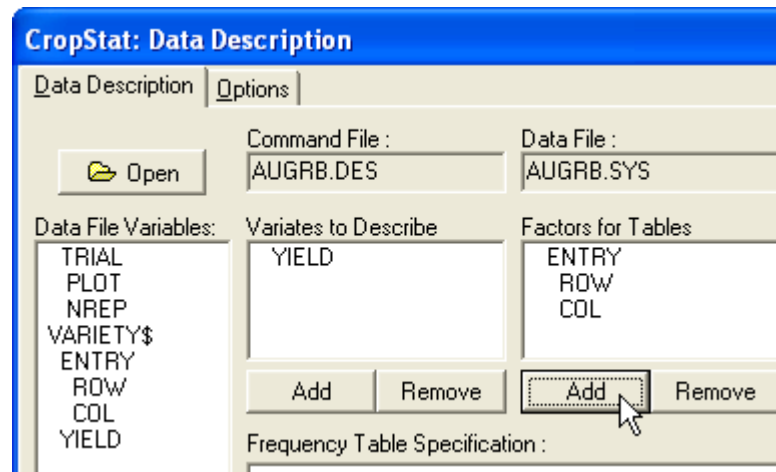 CropStat: Data Description
Data Description Options
Command File : Data File :
Open AUGRB.DES AUGRB.SYS
Data File Variables: Variates to Describe Factors for Tables
TRIAL YIELD ENTRY
PLOT ROW
NREP COL
VARIETY$
ENTRY
ROW
COL
YIELD
Add Remove Add Remove
Frequency Table Specification :